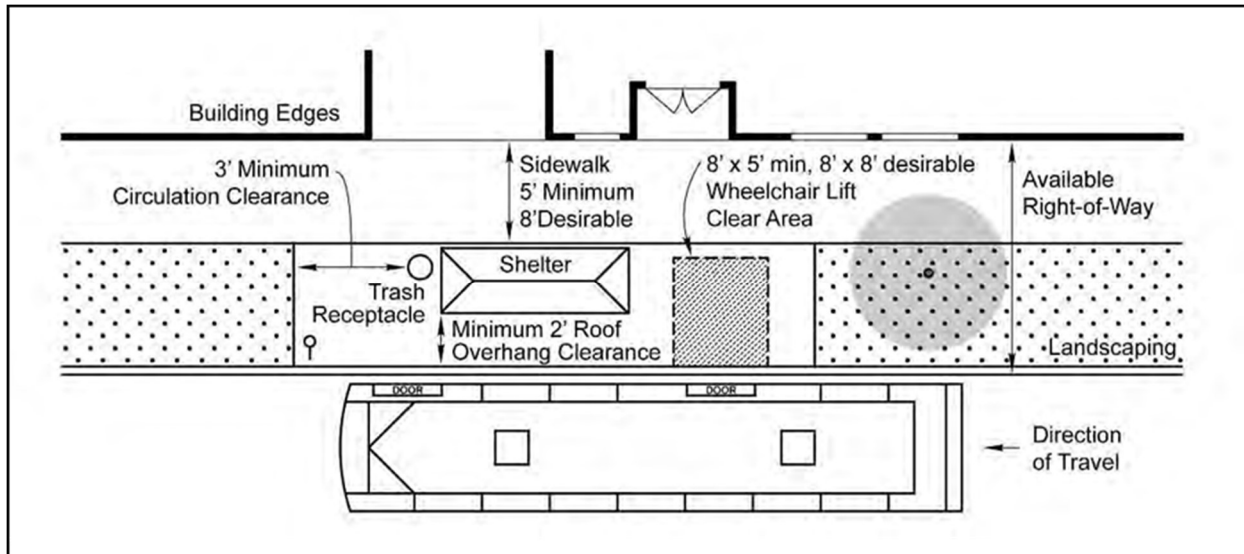 Building Edges
3' Minimum
Circulation Clearance
Sidewalk
5' Minimum
8'Desirable
8' x 5' min, 8' x 8' desirable
Wheelchair Lift
Clear Area
Available
Right-of-Way
Shelter
Trash
Receptacle
Minimum 2' Roof
Overhang Clearance
Landscaping
DOOR
DOOR
Direction
of Travel